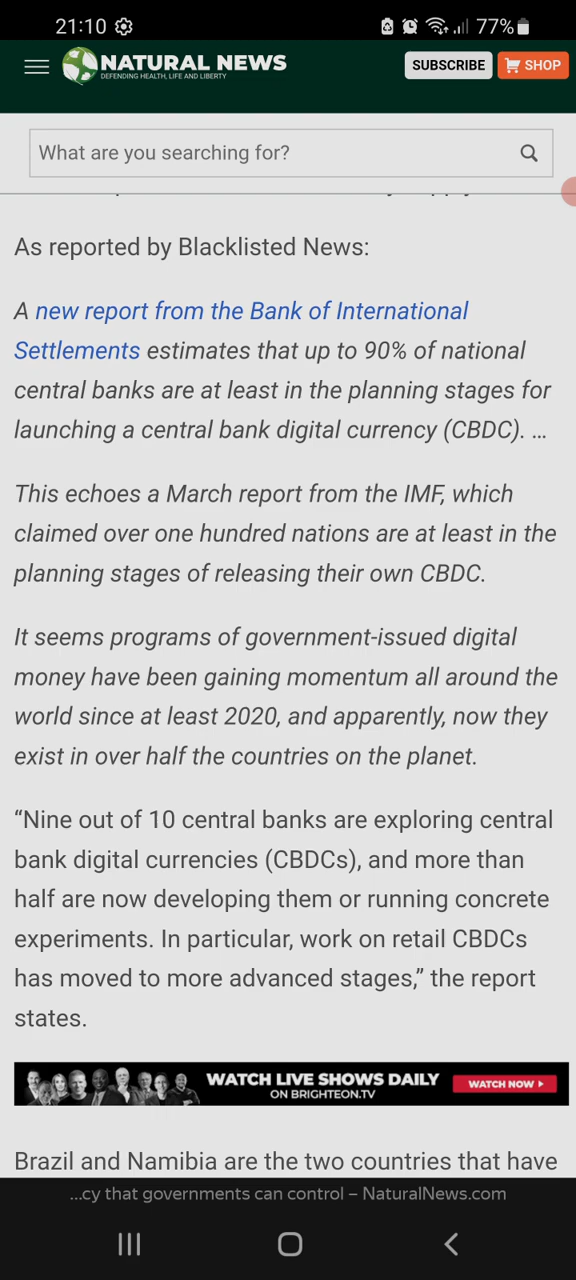 21:10 77%
NATURAL NEWS
DEFENDING HEALTH, LIFE AND LIBERTY
SUBSCRIBE
SHOP
What are you searching for?
As reported by Blacklisted News:
A new report from the Bank of International
Settlements estimates that up to 90% of national
central banks are at least in the planning stages for
launching a central bank digital currency (CBDC). ...
This echoes a March report from the IMF, which
claimed over one hundred nations are at least in the
planning stages of releasing their own CBDC.
It seems programs of government-issued digital
money have been gaining momentum all around the
world since at least 2020, and apparently, now they
exist in over half the countries on the planet.
“Nine out of 10 central banks are exploring central
bank digital currencies (CBDCs), and more than
half are now developing them or running concrete
experiments. In particular, work on retail CBDCs
has moved to more advanced stages,” the report
states.
WATCH LIVE SHOWS DAILY
ON BRIGHTEON.TV
WATCH NOW
Brazil and Namibia are the two countries that have
...cy that governments can control – NaturalNews.com